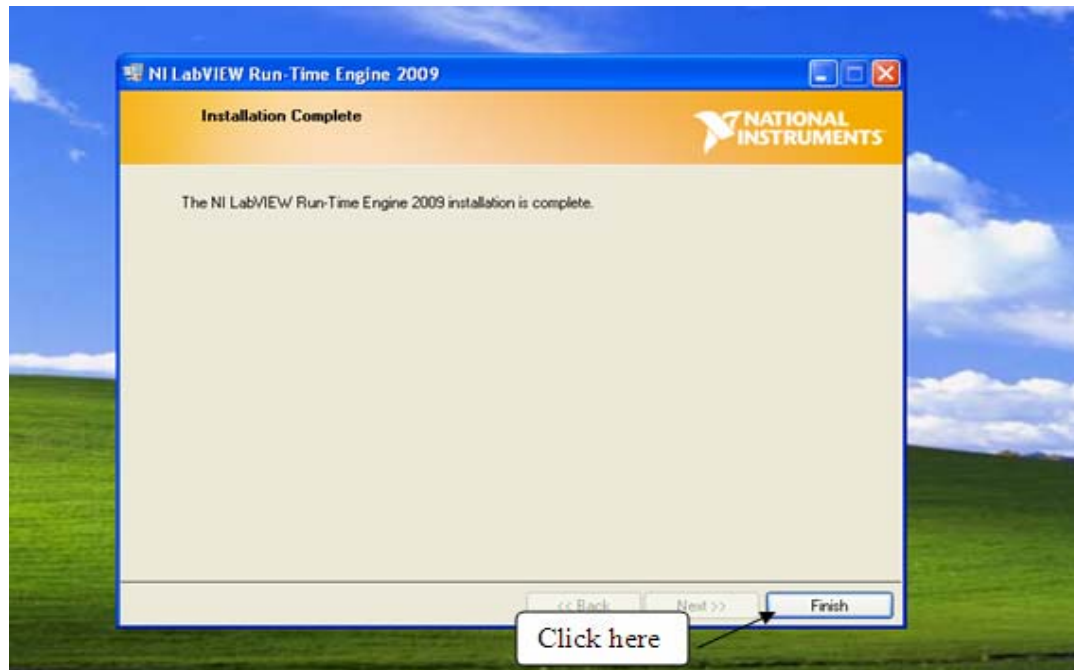 NI LabVIEW Run-Time Engine 2009
Installation Complete
NATIONAL
INSTRUMENTS
The NI LabVIEW Run-Time Engine 2009 installation is complete.
<< Back Next >> Finish
Click here